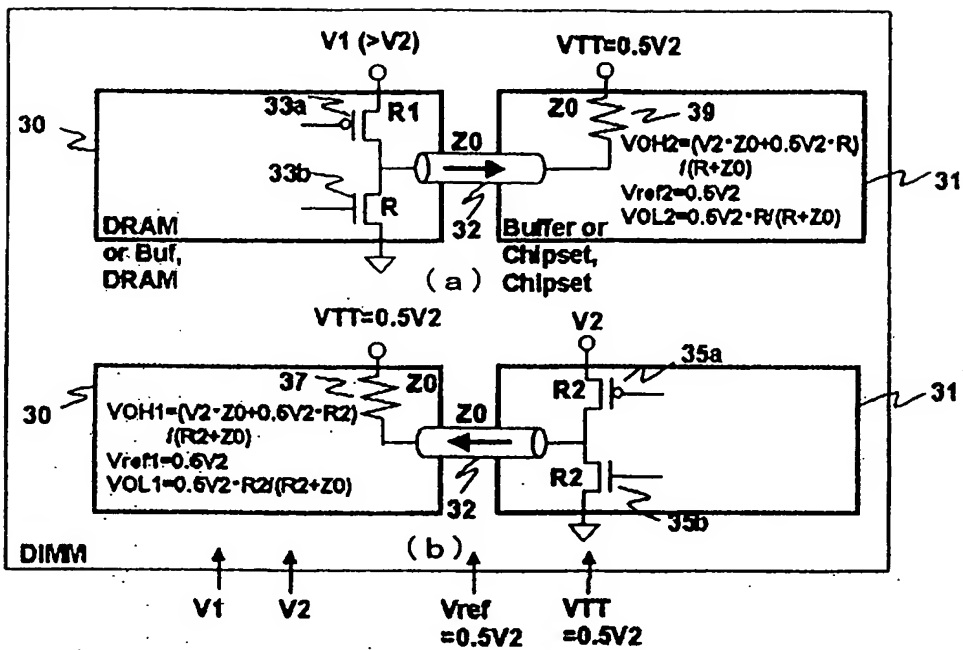 V1 (>V2)
VTT=0.5V2
30
33a
R1
Z0
39
33b
R
Z0
32
VOH2=(V2·Z0+0.5V2·R)
/(R+Z0)
Vref2=0.5V2
VOL2=0.5V2·R/(R+Z0)
31
DRAM
or Buf,
DRAM
(a)
Buffer or
Chipset,
Chipset
VTT=0.5V2
V2
30
37
Z0
VOH1=(V2·Z0+0.5V2·R2)
/(R2+Z0)
Vref1=0.5V2
VOL1=0.5V2·R2/((R2+Z0)
Z0
32
R2
35a
R2
35b
31
DIMM
(b)
V1
V2
Vref
=0.5V2
VTT
=0.5V2